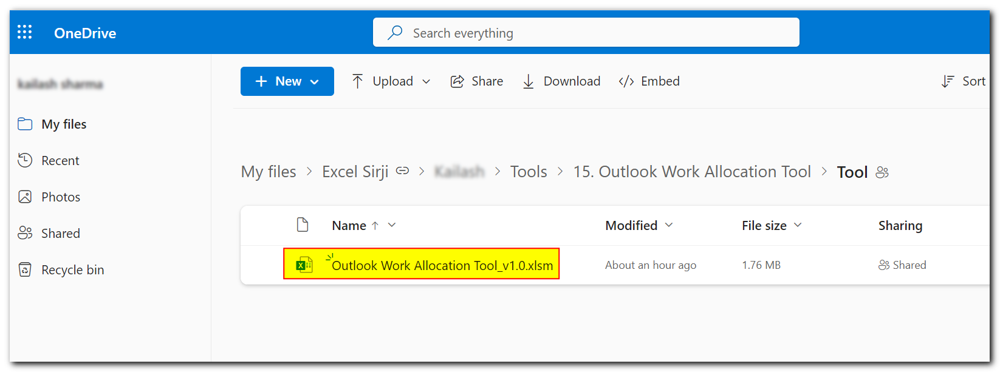 OneDrive
Search everything
New
Upload
Share
Download
</> Embed
Sort
My files
Recent
Photos
Shared
Recycle bin
My files > Excel Sirji > > Tools > 15. Outlook Work Allocation Tool > Tool
Name ↑ Modified File size Sharing
Outlook Work Allocation Tool_v1.0.xlsm About an hour ago 1.76 MB Shared